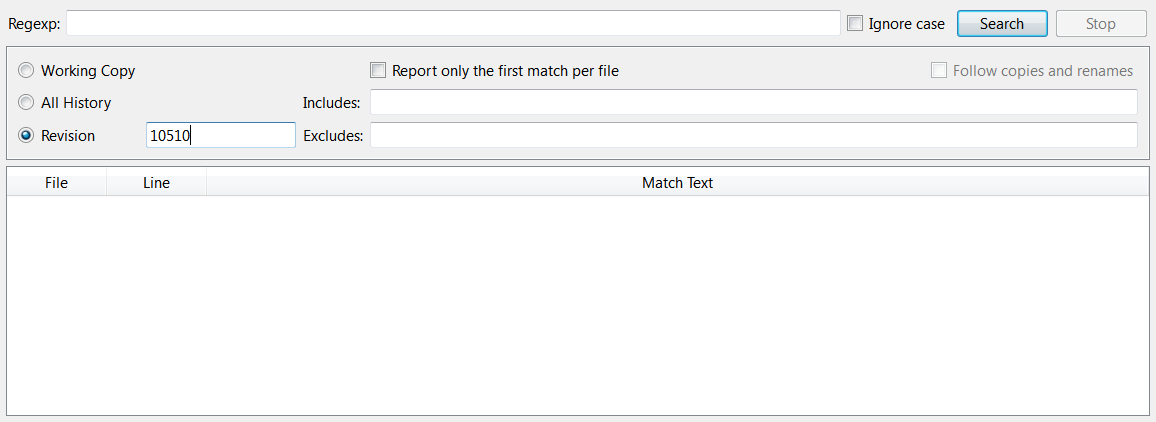 Regexp: Ignore case Search Stop
Working Copy Report only the first match per file Follow copies and renames
All History Includes:
Revision 10510 Excludes:
File Line Match Text